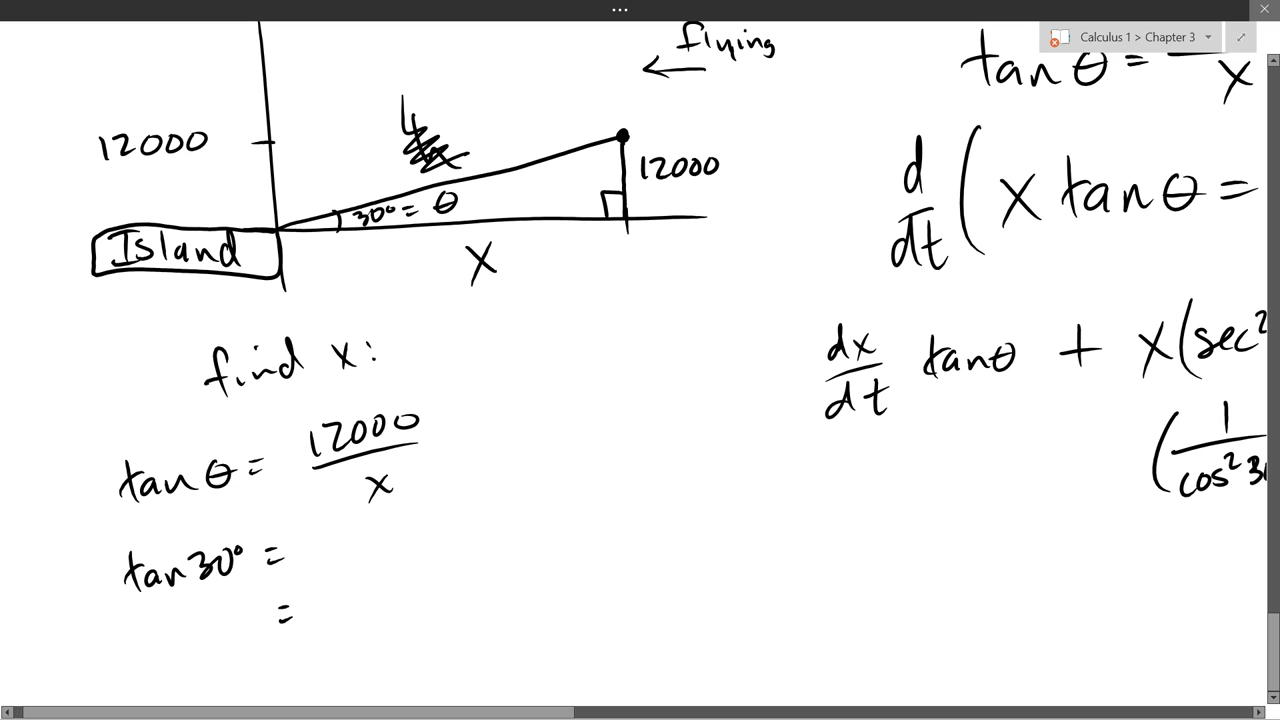 ...
Calculus 1 > Chapter 3
flying
12000
12000
30° = θ
Island
X
find x:
tan θ = 12000/x
tan 30° =
=
tan θ = /x
d/dt (x tan θ =
dx/dt tan θ + x(sec²
(1/cos² 3